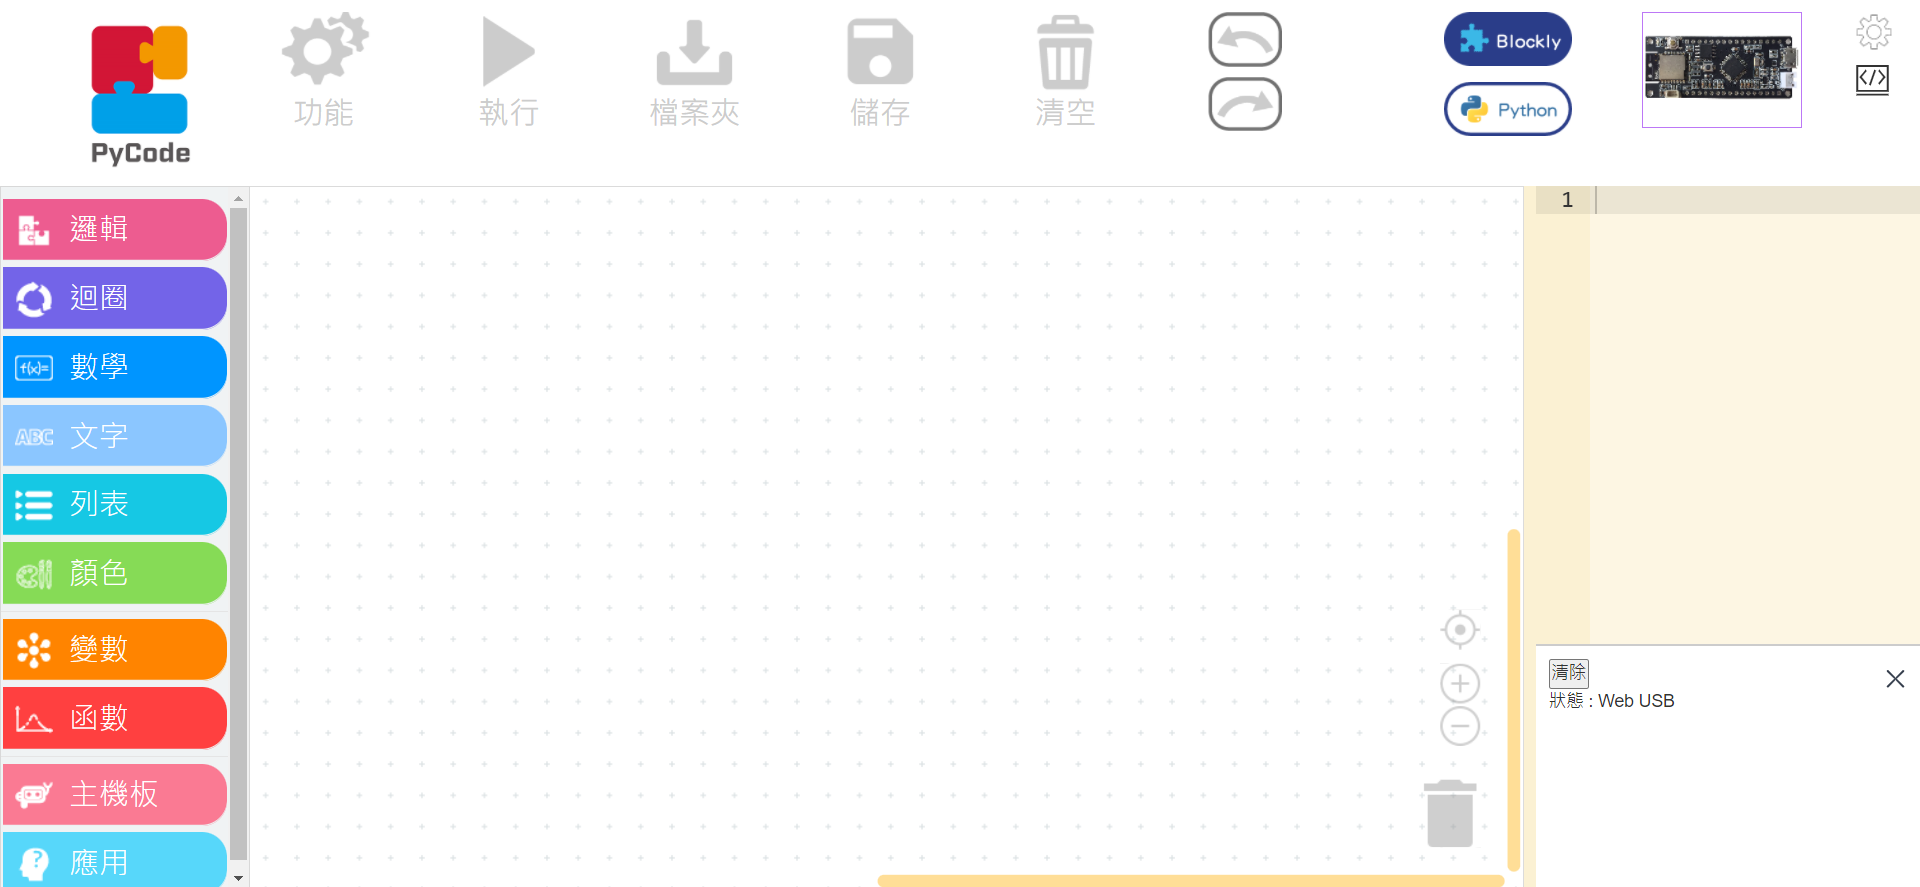 PyCode
功能
執行
檔案夾
儲存
清空
Blockly
Python
邏輯
迴圈
f(x)= 數學
ABC 文字
列表
顏色
變數
函數
主機板
應用
1
清除
狀態 : Web USB